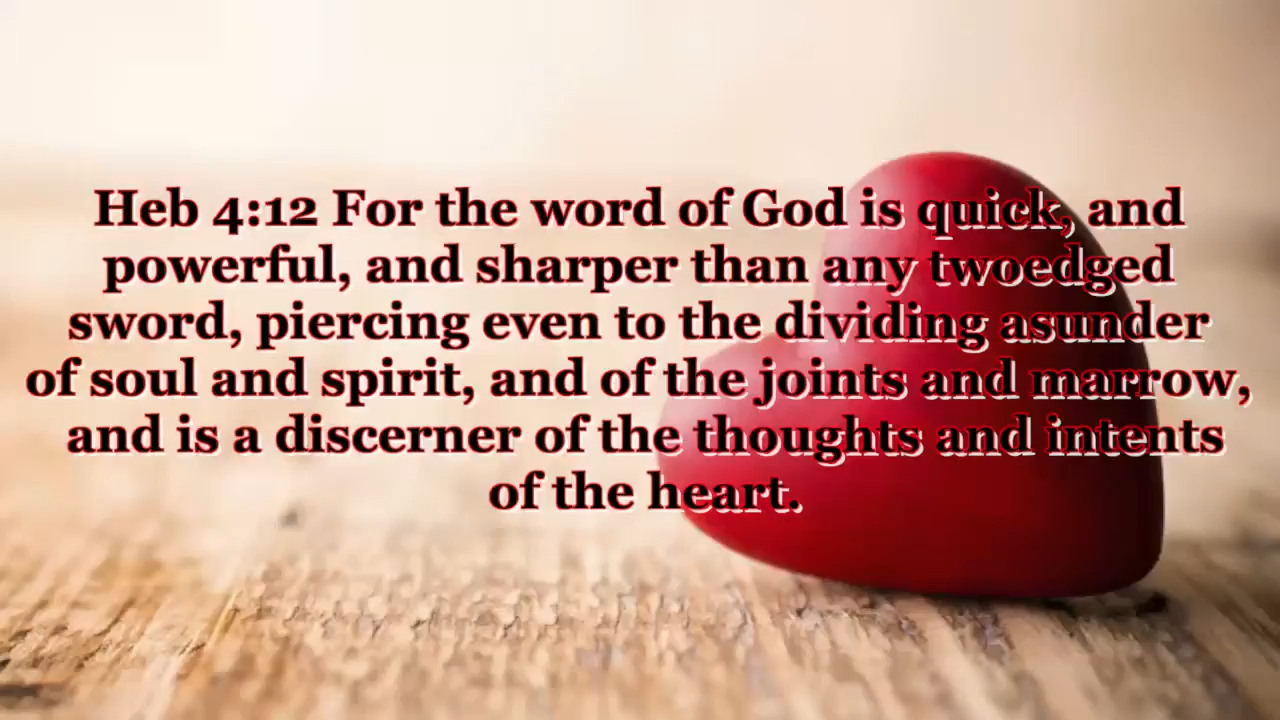 Heb 4:12 For the word of God is quick, and
powerful, and sharper than any twoedged
sword, piercing even to the dividing asunder
of soul and spirit, and of the joints and marrow,
and is a discerner of the thoughts and intents
of the heart.